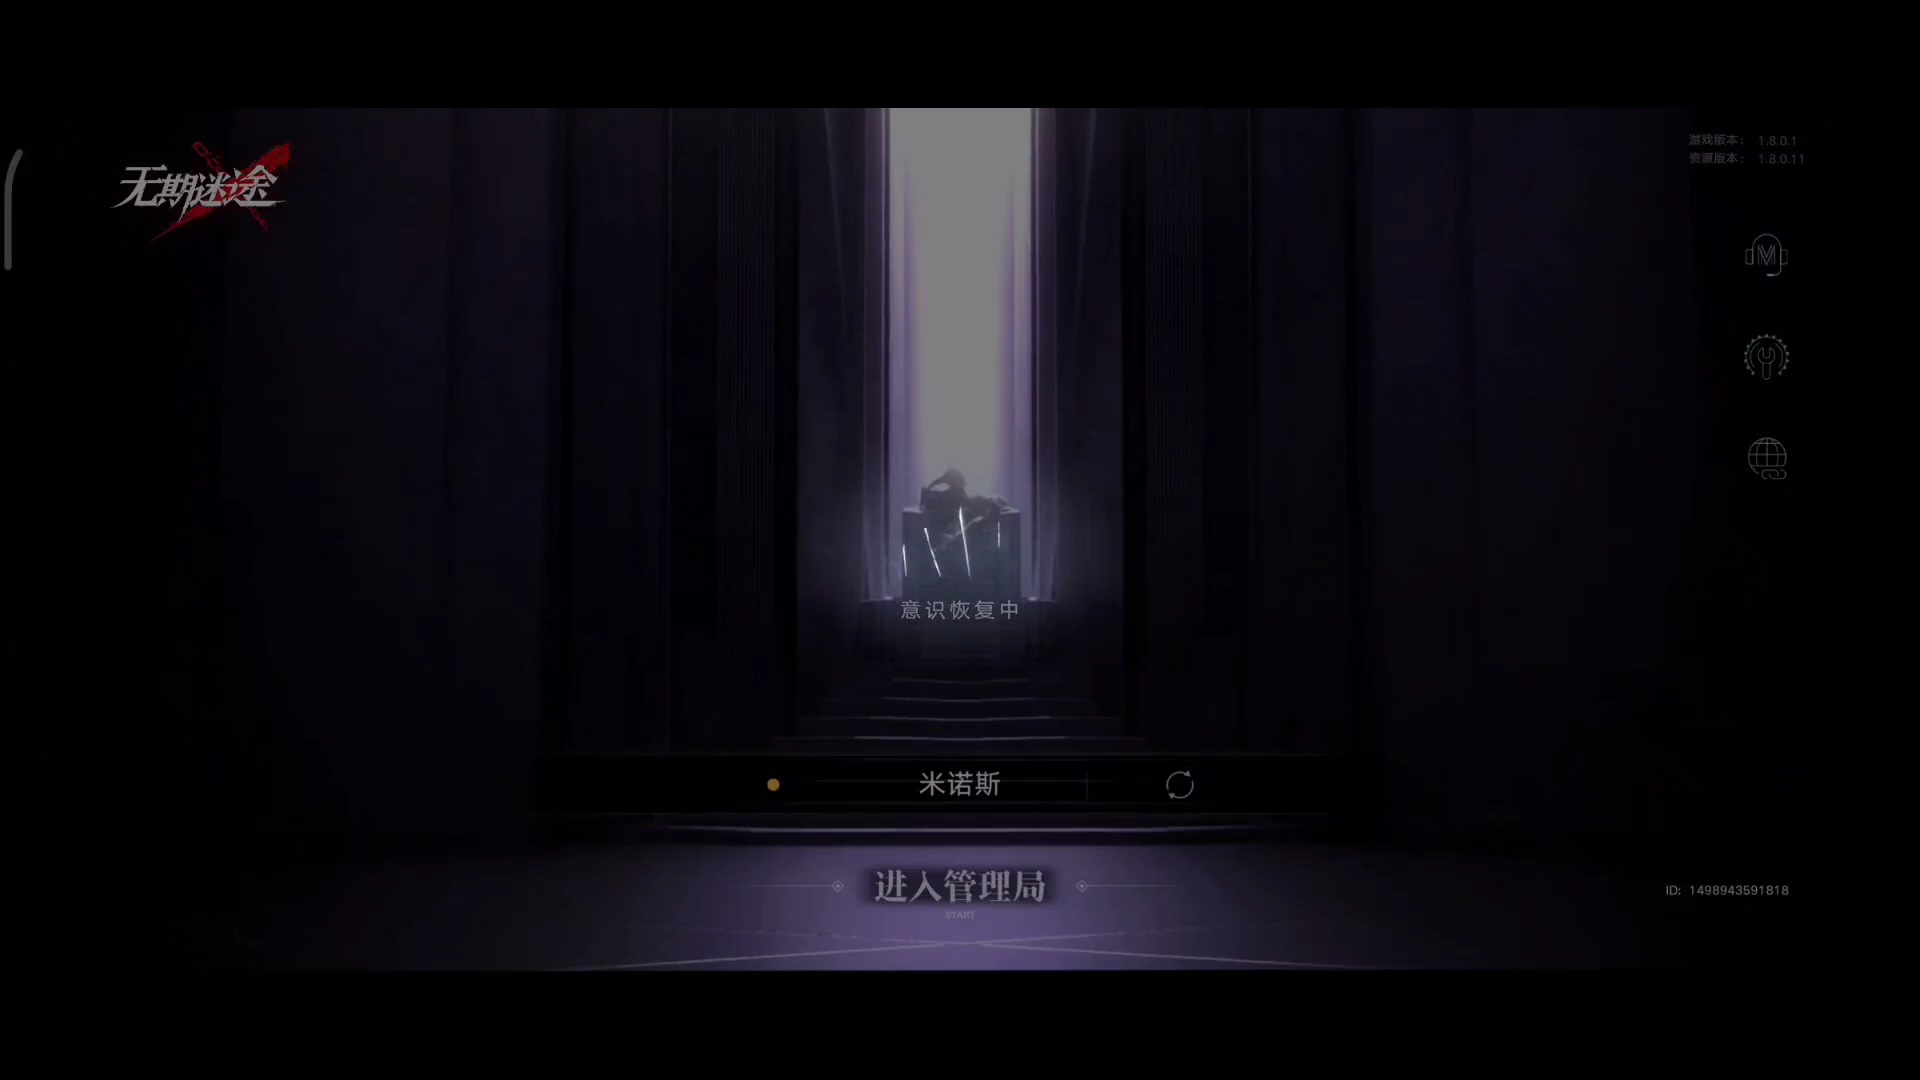 无期迷途
游戏版本： 1.8.0.1
资源版本： 1.8.0.11
意识恢复中
米诺斯
进入管理局
START
ID: 1498943591818